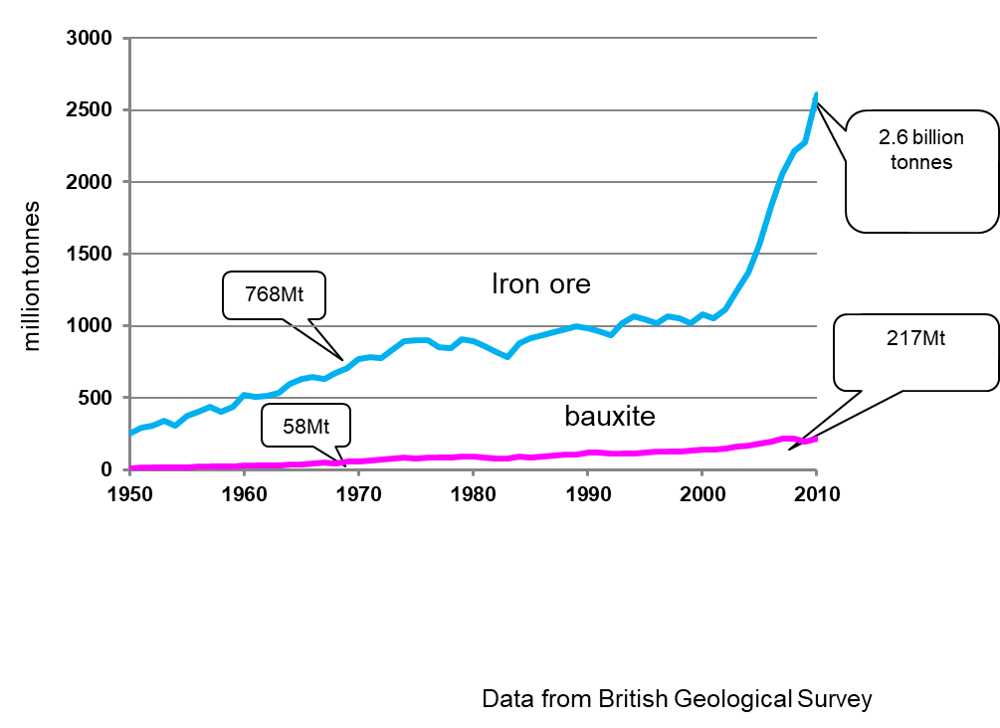 3000
2500
2000
1500
1000
500
0
million tonnes
1950 1960 1970 1980 1990 2000 2010
2.6 billion
tonnes
768Mt
Iron ore
217Mt
58Mt
bauxite
Data from British Geological Survey